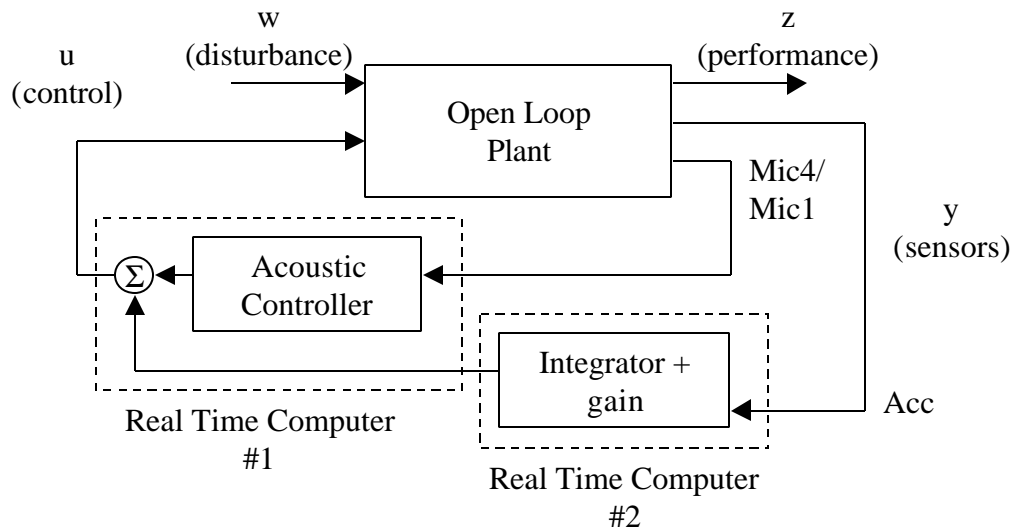 w
(disturbance)
z
(performance)
u
(control)
Open Loop
Plant
Mic4/
Mic1
y
(sensors)
Σ
Acoustic
Controller
Integrator +
gain
Acc
Real Time Computer
#1
Real Time Computer
#2